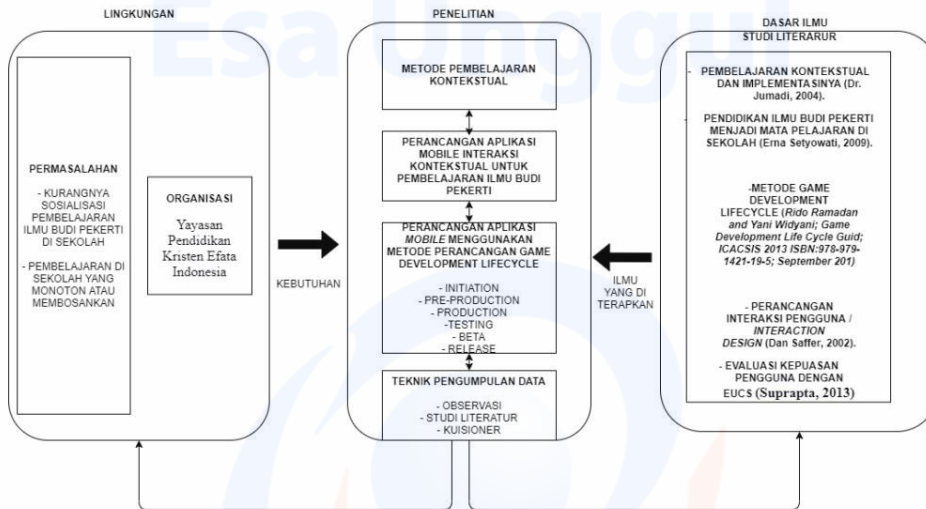 Esa Unggul
LINGKUNGAN
PERMASALAHAN
- KURANGNYA
SOSIALISASI
PEMBELAJARAN
ILMU BUDI PEKERTI
DI SEKOLAH
- PEMBELAJARAN DI
SEKOLAH YANG
MONOTON ATAU
MEMBOSANKAN
ORGANISASI
Yayasan
Pendidikan
Kristen Efata
Indonesia
KEBUTUHAN
PENELITIAN
METODE PEMBELAJARAN
KONTEKSTUAL
PERANCANGAN APLIKASI
MOBILE INTERAKSI
KONTEKSTUAL UNTUK
PEMBELAJARAN ILMU BUDI
PEKERTI
PERANCANGAN APLIKASI
MOBILE MENGGUNAKAN
METODE PERANCANGAN GAME
DEVELOPMENT LIFECYCLE
- INITIATION
- PRE-PRODUCTION
- PRODUCTION
-TESTING
- BETA
- RELEASE
TEKNIK PENGUMPULAN DATA
- OBSERVASI
- STUDI LITERATUR
- KUISIONER
ILMU
YANG DI
TERAPKAN
DASAR ILMU
STUDI LITERARUR
- PEMBELAJARAN KONTEKSTUAL
DAN IMPLEMENTASINYA (Dr.
Jumadi, 2004).
- PENDIDIKAN ILMU BUDI PEKERTI
MENJADI MATA PELAJARAN DI
SEKOLAH (Erna Setyowati, 2009).
-METODE GAME
DEVELOPMENT
LIFECYCLE (Rido Ramadan
and Yani Widyani; Game
Development Life Cycle Guid;
ICACSIS 2013 ISBN:978-979-
1421-19-5; September 201)
- PERANCANGAN
INTERAKSI PENGGUNA /
INTERACTION
DESIGN (Dan Saffer, 2002).
- EVALUASI KEPUASAN
PENGGUNA DENGAN
EUCS (Suprapta, 2013)